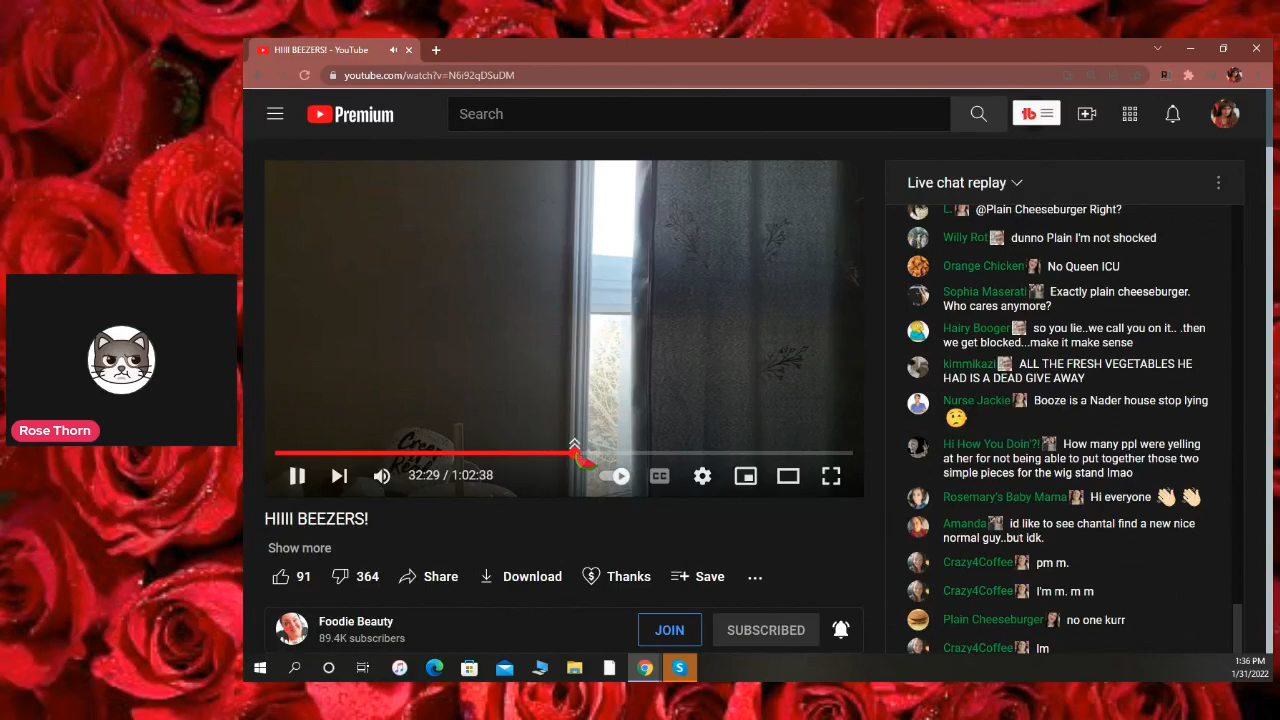 HIIII BEEZERS! - YouTube
youtube.com/watch?v=N6i92qDSuDM
Premium
Search
tb
Live chat replay
L. @Plain Cheeseburger Right?
Willy Rot dunno Plain I'm not shocked
Orange Chicken No Queen ICU
Sophia Maserati Exactly plain cheeseburger.
Who cares anymore?
Hairy Booger so you lie..we call you on it.. .then
we get blocked...make it make sense
kimmikazi ALL THE FRESH VEGETABLES HE
HAD IS A DEAD GIVE AWAY
Nurse Jackie Booze is a Nader house stop lying
Hi How You Doin'?! How many ppl were yelling
at her for not being able to put together those two
simple pieces for the wig stand lmao
Rosemary's Baby Mama Hi everyone
Amanda id like to see chantal find a new nice
normal guy..but idk.
Crazy4Coffee pm m.
Crazy4Coffee I'm m. m m
Plain Cheeseburger no one kurr
Crazy4Coffee Im
Rose Thorn
32:29 / 1:02:38
CC
HIIII BEEZERS!
Show more
91 364 Share Download Thanks Save
Foodie Beauty
89.4K subscribers
JOIN SUBSCRIBED
1:36 PM
1/31/2022